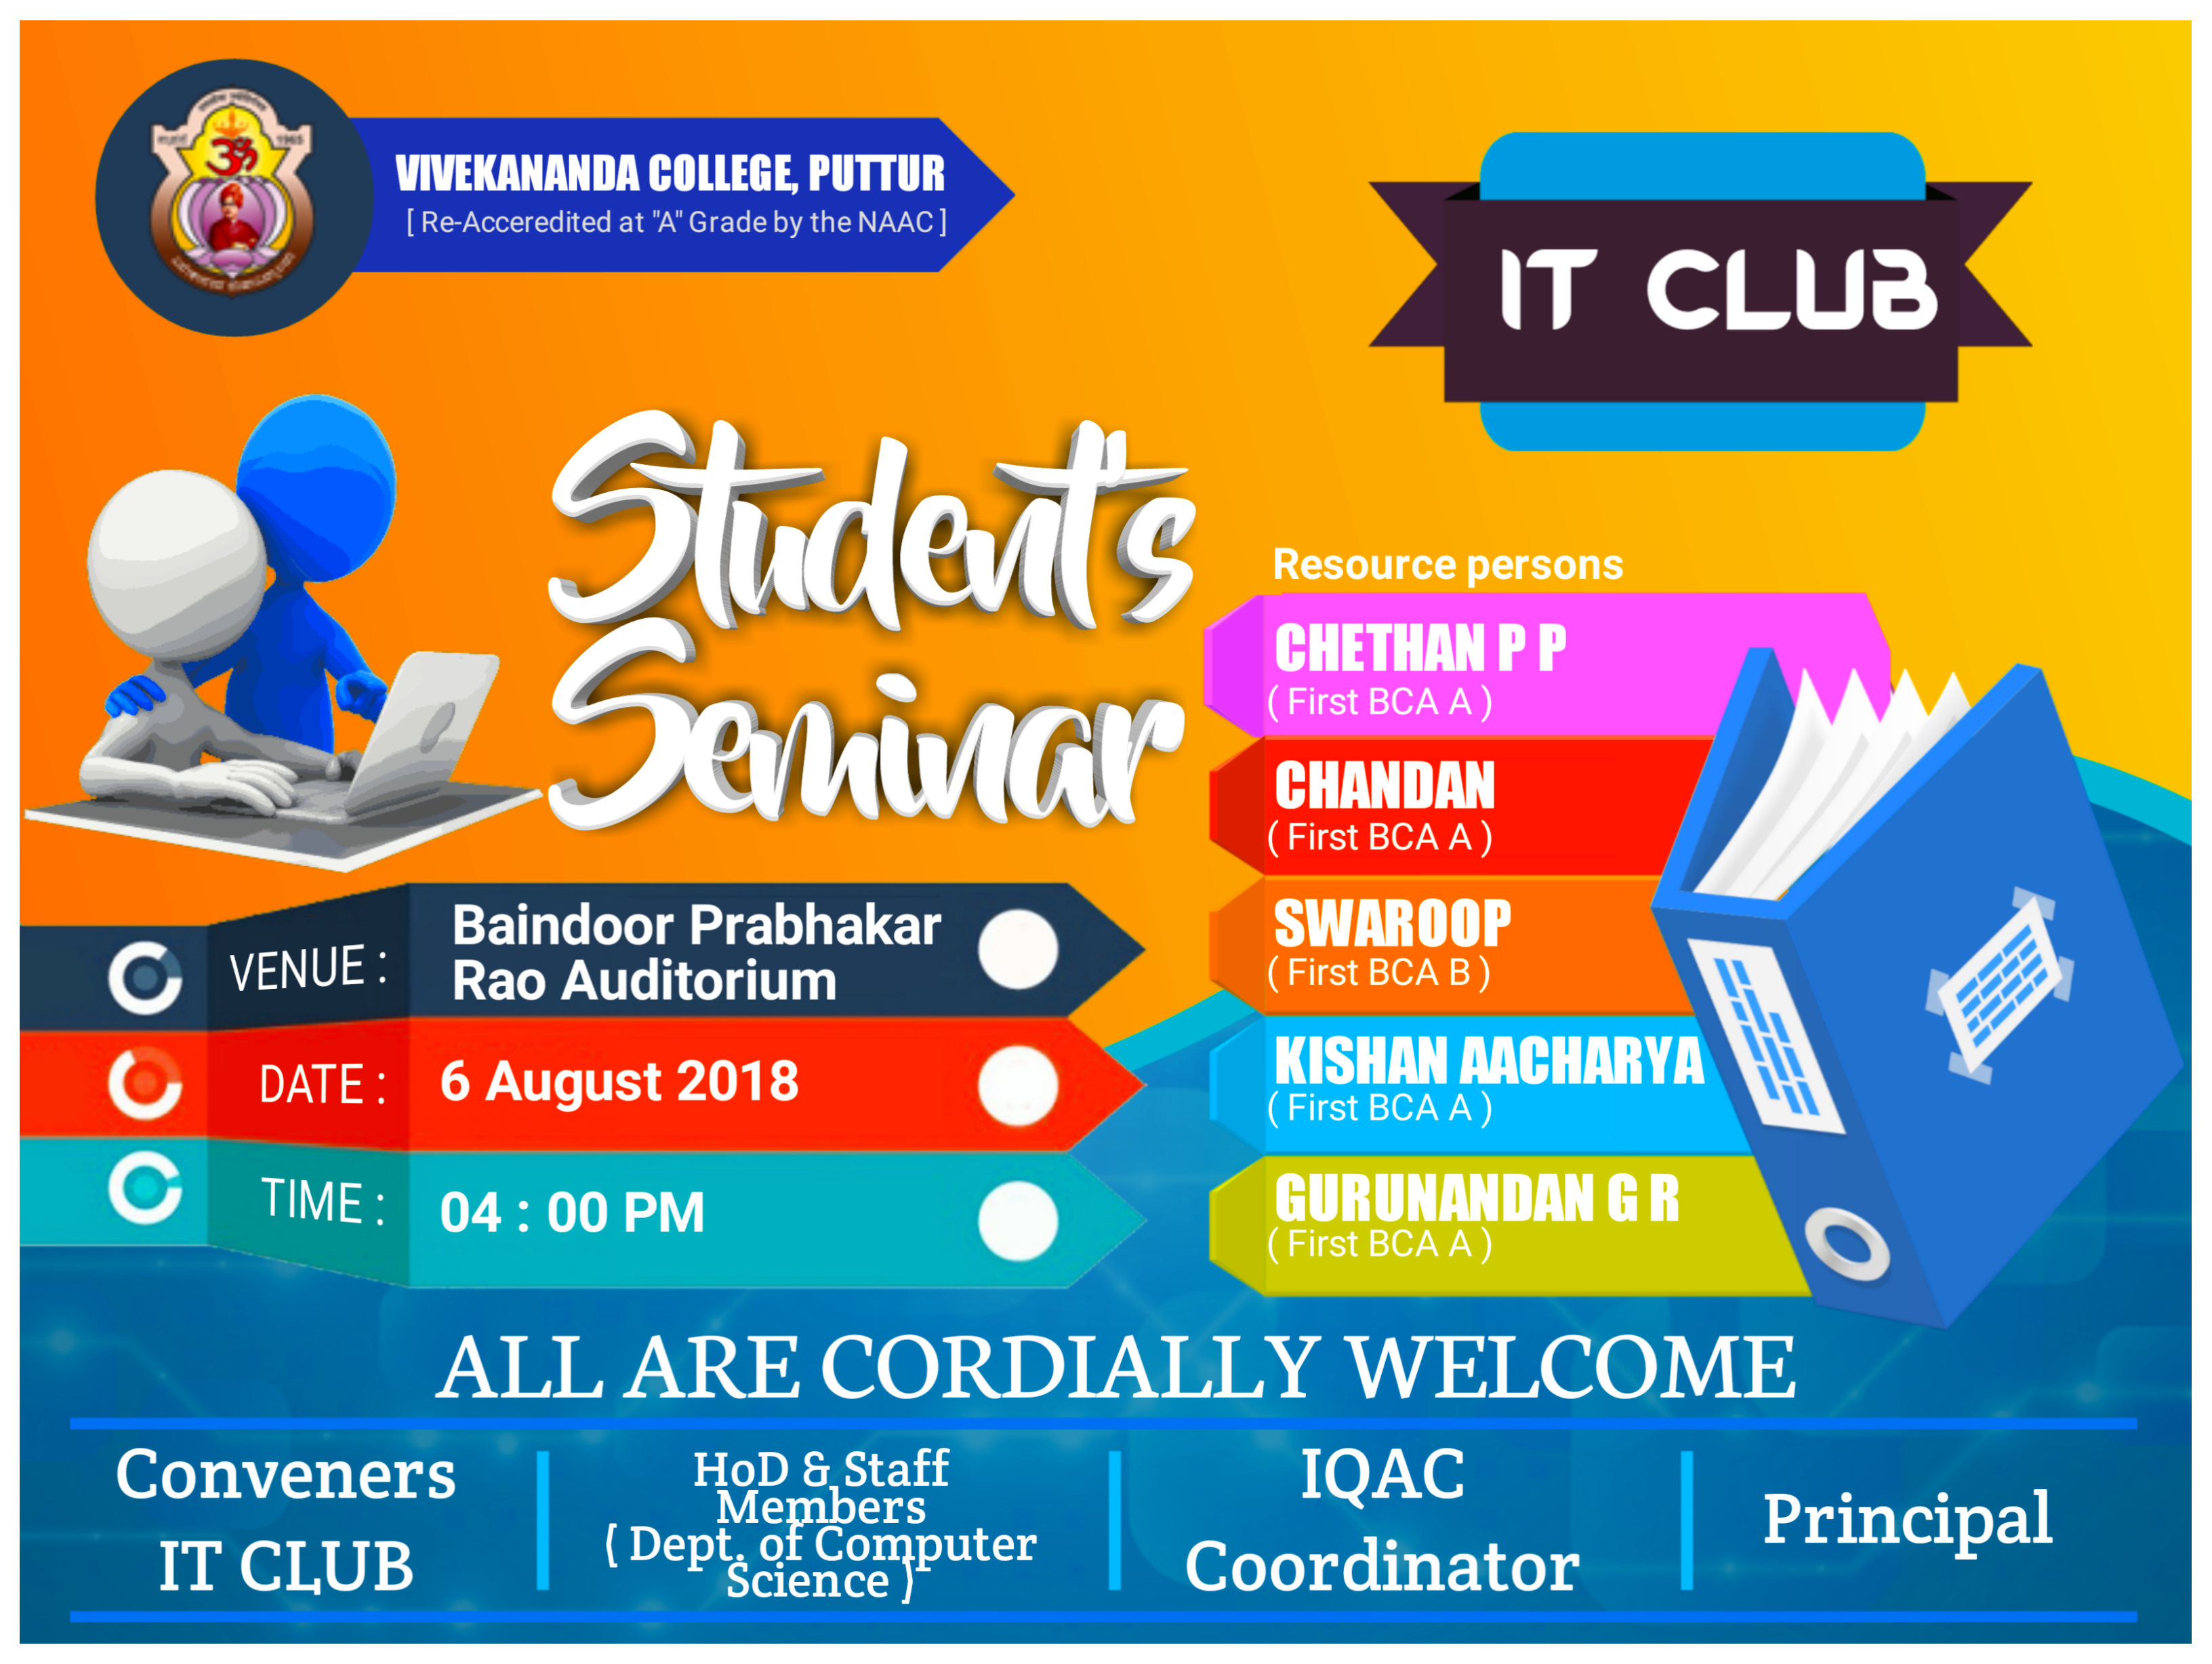 1965
VIVEKANANDA COLLEGE, PUTTUR
[ Re-Acceredited at "A" Grade by the NAAC ]
IT CLUB
Student's
Seminar
Resource persons
CHETHAN P P
( First BCA A )
CHANDAN
( First BCA A )
SWAROOP
( First BCA B )
KISHAN AACHARYA
( First BCA A )
GURUNANDAN G R
( First BCA A )
VENUE :
Baindoor Prabhakar
Rao Auditorium
DATE :
6 August 2018
TIME :
04 : 00 PM
ALL ARE CORDIALLY WELCOME
Conveners
IT CLUB
HoD & Staff
Members
( Dept. of Computer
Science )
IQAC
Coordinator
Principal